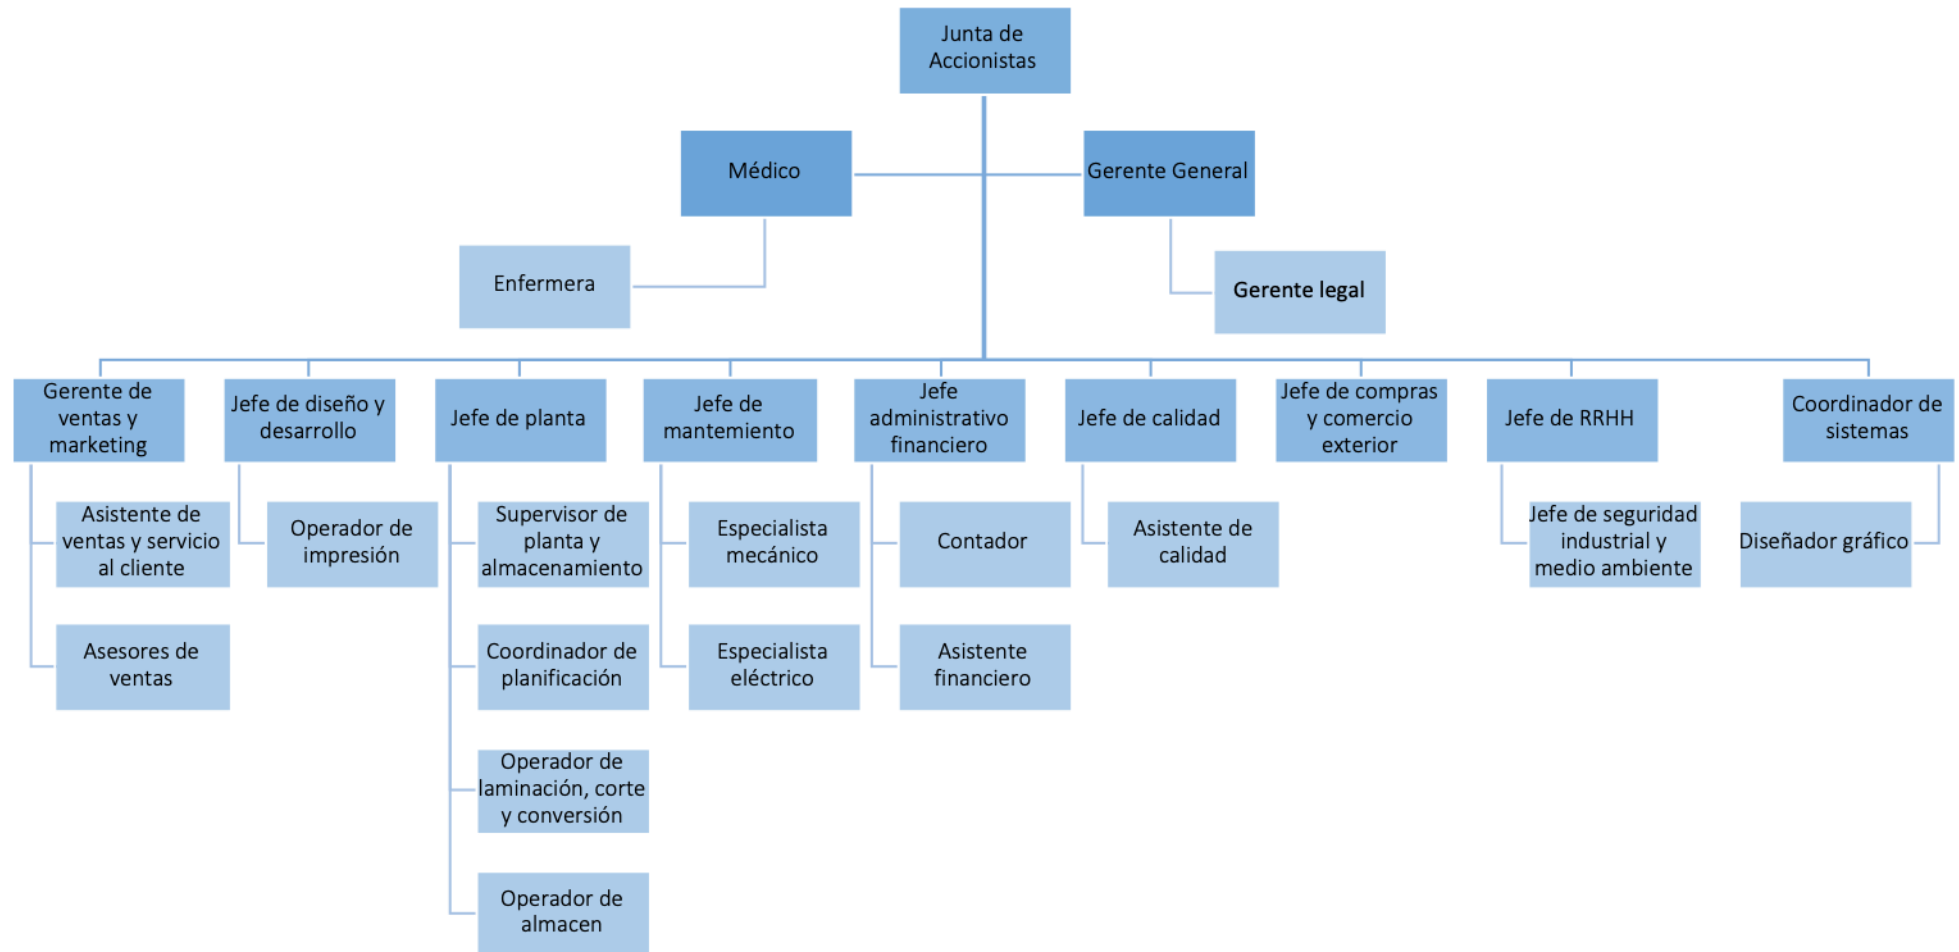 Junta de
Accionistas
Médico
Gerente General
Enfermera
Gerente legal
Gerente de
ventas y
marketing
Jefe de diseño y
desarrollo
Jefe de planta
Jefe de
mantemiento
Jefe
administrativo
financiero
Jefe de calidad
Jefe de compras
y comercio
exterior
Jefe de RRHH
Coordinador de
sistemas
Asistente de
ventas y servicio
al cliente
Operador de
impresión
Supervisor de
planta y
almacenamiento
Especialista
mecánico
Contador
Asistente de
calidad
Jefe de seguridad
industrial y
medio ambiente
Diseñador gráfico
Asesores de
ventas
Coordinador de
planificación
Especialista
eléctrico
Asistente
financiero
Operador de
laminación, corte
y conversión
Operador de
almacen